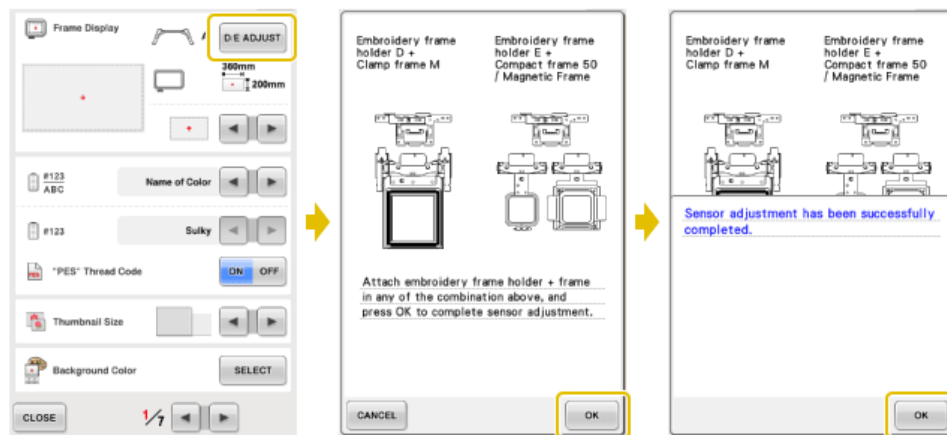 Frame Display
D/E ADJUST
360mm
200mm
#123
ABC
Name of Color
#123
Sulky
"PES" Thread Code
ON OFF
Thumbnail Size
Background Color
SELECT
CLOSE
1/7
Embroidery frame
holder D +
Clamp frame M
Embroidery frame
holder E +
Compact frame 50
/ Magnetic Frame
Attach embroidery frame holder + frame
in any of the combination above, and
press OK to complete sensor adjustment.
CANCEL
OK
Embroidery frame
holder D +
Clamp frame M
Embroidery frame
holder E +
Compact frame 50
/ Magnetic Frame
Sensor adjustment has been successfully
completed.
OK